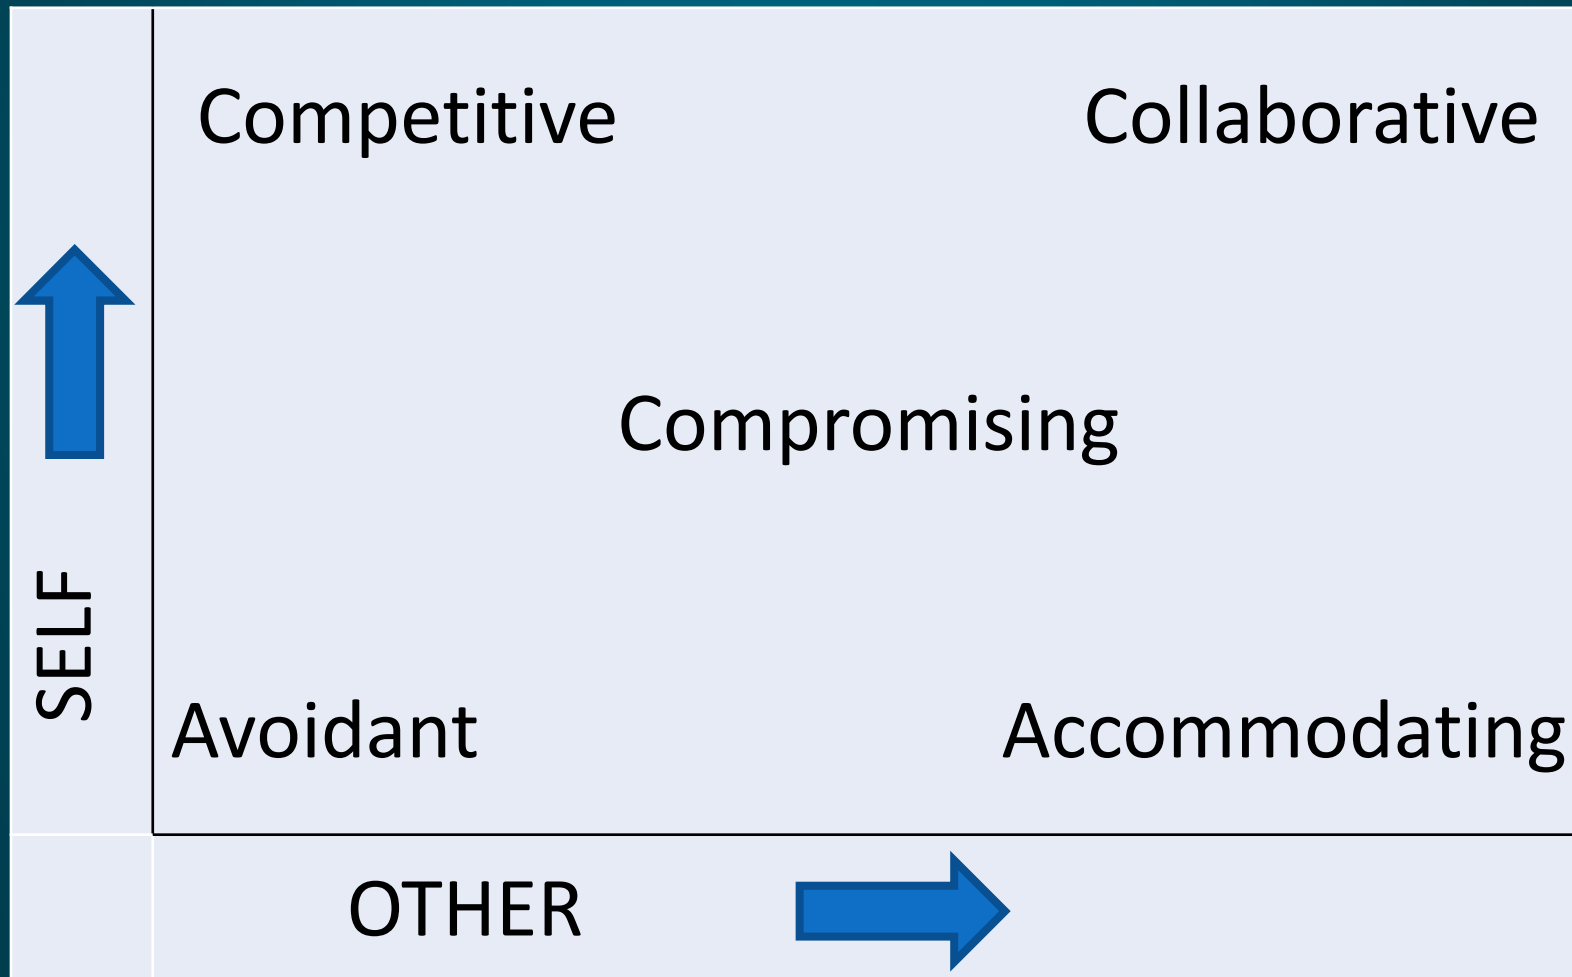 Competitive
Collaborative
Compromising
SELF
Avoidant
Accommodating
OTHER